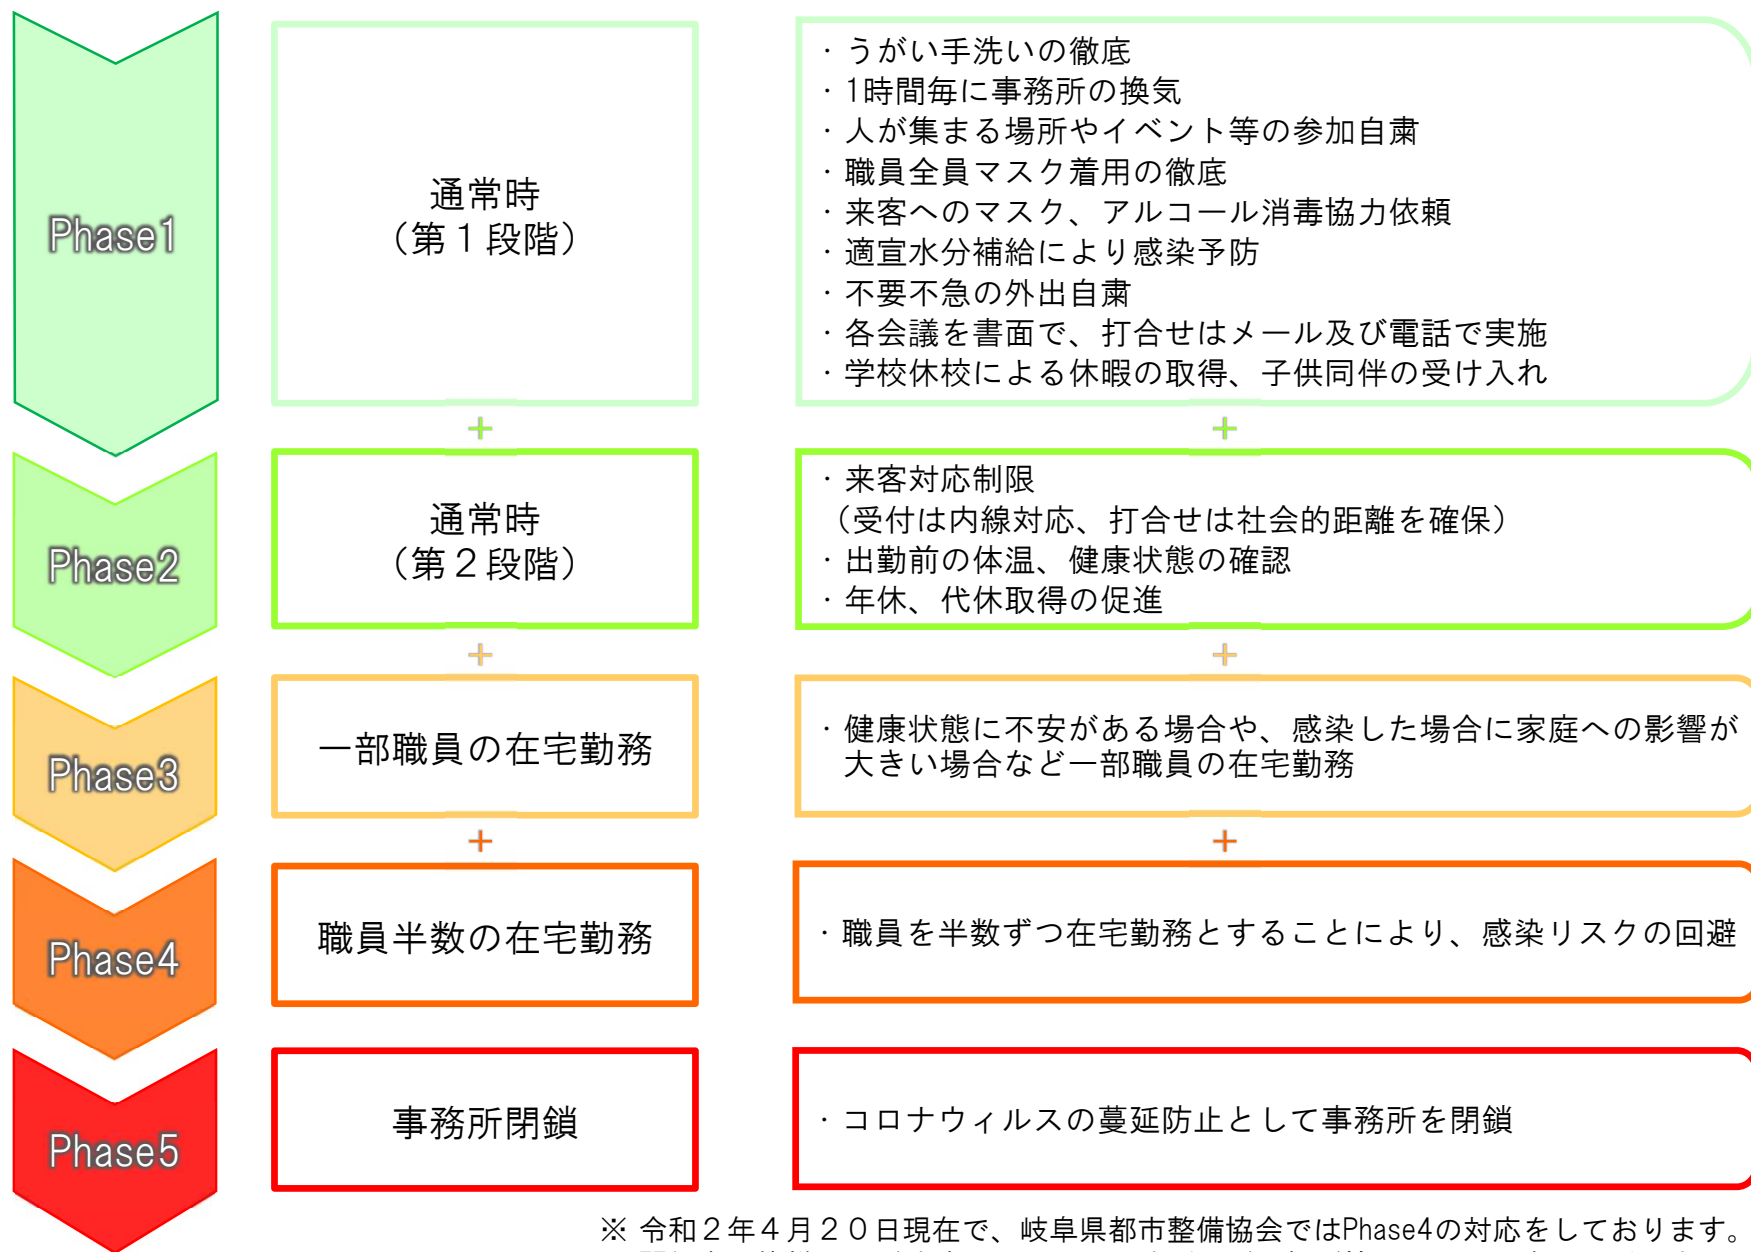 Phase1
通常時
（第１段階）
・うがい手洗いの徹底
・1時間毎に事務所の換気
・人が集まる場所やイベント等の参加自粛
・職員全員マスク着用の徹底
・来客へのマスク、アルコール消毒協力依頼
・適宣水分補給により感染予防
・不要不急の外出自粛
・各会議を書面で、打合せはメール及び電話で実施
・学校休校による休暇の取得、子供同伴の受け入れ
＋
＋
Phase2
通常時
（第２段階）
・来客対応制限
（受付は内線対応、打合せは社会的距離を確保）
・出勤前の体温、健康状態の確認
・年休、代休取得の促進
＋
＋
Phase3
一部職員の在宅勤務
・健康状態に不安がある場合や、感染した場合に家庭への影響が
大きい場合など一部職員の在宅勤務
＋
＋
Phase4
職員半数の在宅勤務
・職員を半数ずつ在宅勤務とすることにより、感染リスクの回避
Phase5
事務所閉鎖
・コロナウィルスの蔓延防止として事務所を閉鎖
※ 令和２年４月２０日現在で、岐阜県都市整備協会ではPhase4の対応をしております。